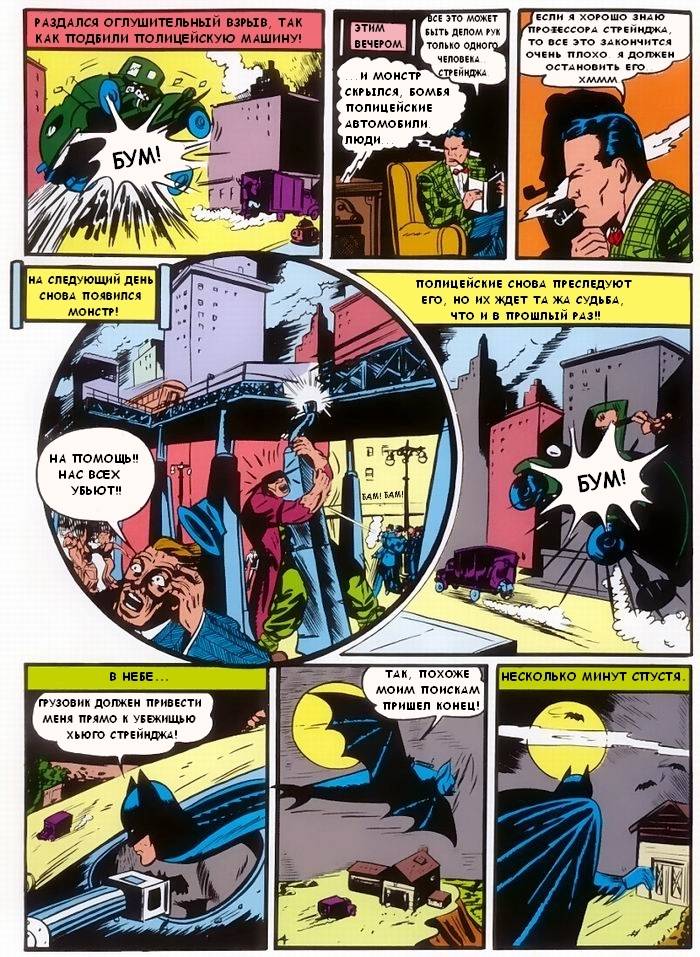 РАЗДАЛСЯ ОГЛУШИТЕЛЬНЫЙ ВЗРЫВ, ТАК
КАК ПОДБИЛИ ПОЛИЦЕЙСКУЮ МАШИНУ!
БУМ!
ЭТИМ
ВЕЧЕРОМ.
...И МОНСТР
СКРЫЛСЯ, БОМБЯ
ПОЛИЦЕЙСКИЕ
АВТОМОБИЛИ.
ЛЮДИ...
ВСЕ ЭТО МОЖЕТ
БЫТЬ ДЕЛОМ РУК
ТОЛЬКО ОДНОГО
ЧЕЛОВЕКА..
СТРЕЙНДЖА
ЕСЛИ Я ХОРОШО ЗНАЮ
ПРОФЕССОРА СТРЕЙНДЖА,
ТО ВСЕ ЭТО ЗАКОНЧИТСЯ
ОЧЕНЬ ПЛОХО. Я ДОЛЖЕН
ОСТАНОВИТЬ ЕГО.
ХМММ
НА СЛЕДУЮЩИЙ ДЕНЬ
СНОВА ПОЯВИЛСЯ
МОНСТР!
НА ПОМОЩЬ!!
НАС ВСЕХ
УБЬЮТ!!
БАМ! БАМ!
ПОЛИЦЕЙСКИЕ СНОВА ПРЕСЛЕДУЮТ
ЕГО, НО ИХ ЖДЕТ ТА ЖА СУДЬБА,
ЧТО И В ПРОШЛЫЙ РАЗ!!
БУМ!
В НЕБЕ...
ГРУЗОВИК ДОЛЖЕН ПРИВЕСТИ
МЕНЯ ПРЯМО К УБЕЖИЩУ
ХЬЮГО СТРЕЙНДЖА!
ТАК, ПОХОЖЕ
МОИМ ПОИСКАМ
ПРИШЕЛ КОНЕЦ!
4
НЕСКОЛЬКО МИНУТ СПУСТЯ.